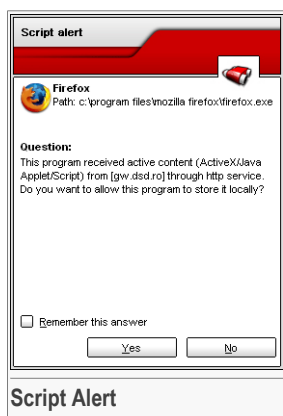 Script alert
Firefox
Path: c:\program files\mozilla firefox\firefox.exe
Question:
This program received active content (ActiveX/Java
Applet/Script) from [gw.dsd.ro] through http service.
Do you want to allow this program to store it locally?
Remember this answer
Yes No
Script Alert